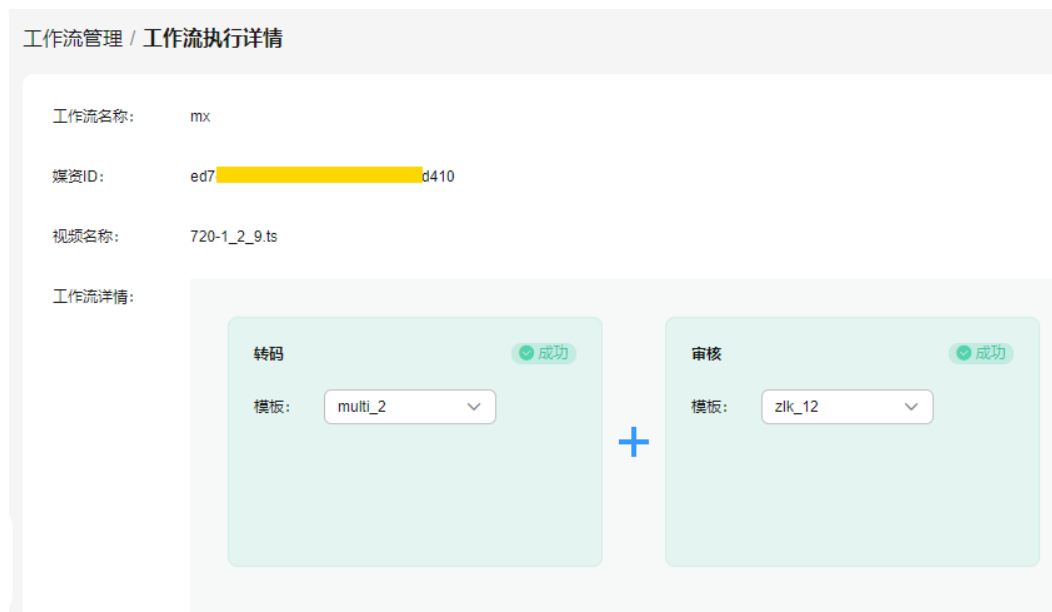 工作流管理 / 工作流执行详情
工作流名称: mx
媒资ID: ed7 d410
视频名称: 720-1_2_9.ts
工作流详情:
转码 成功 审核 成功
模板: multi_2 模板: zlk_12